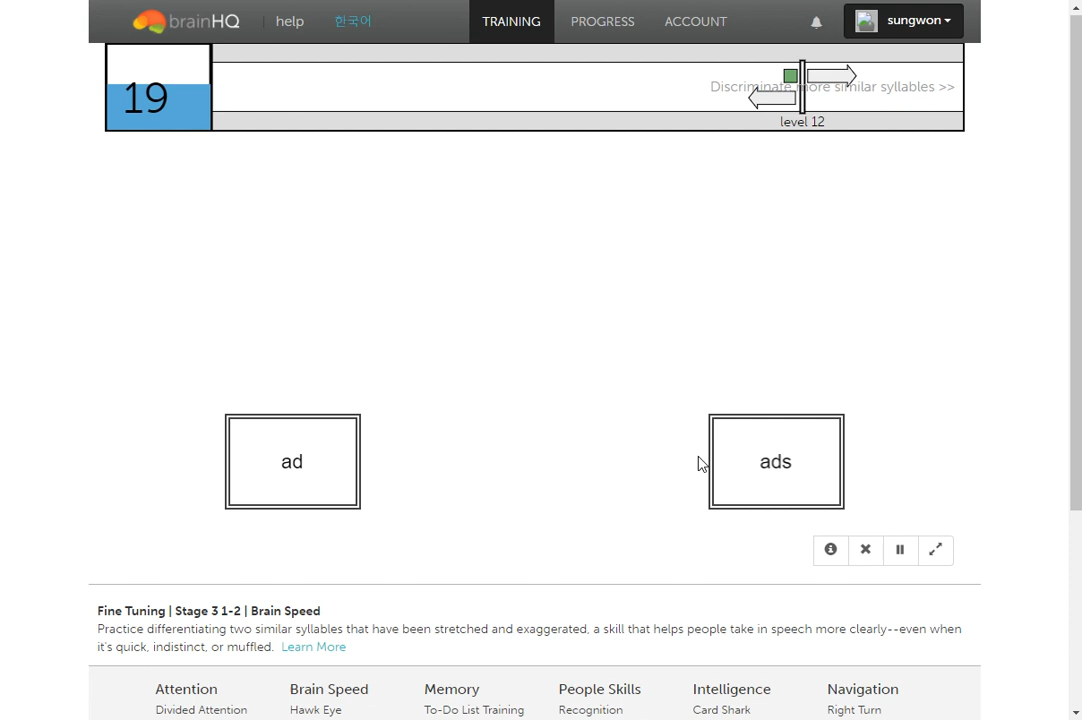 brainHQ help 한국어 TRAINING PROGRESS ACCOUNT sungwon
19
Discriminate more similar syllables >>
level 12
ad ads
Fine Tuning | Stage 3 1-2 | Brain Speed
Practice differentiating two similar syllables that have been stretched and exaggerated, a skill that helps people take in speech more clearly--even when
it's quick, indistinct, or muffled. Learn More
Attention Brain Speed Memory People Skills Intelligence Navigation
Divided Attention Hawk Eye To-Do List Training Recognition Card Shark Right Turn